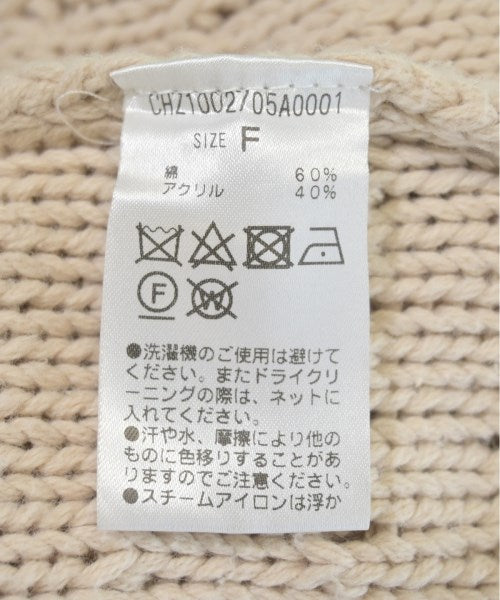 CHZ1002705A0001
SIZE F
綿 60%
アクリル 40%
F
W
●洗濯機のご使用は避けて
ください。またドライクリ
ーニングの際は、ネットに
入れてください。
●汗や水、摩擦により他の
ものに色移りすることがあ
りますのでご注意ください。
●スチームアイロンは浮か